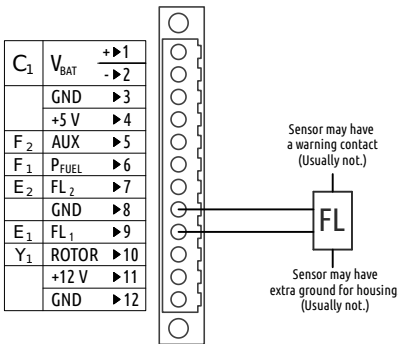 C₁ V_BAT + ▶1
- ▶2
GND ▶3
+5 V ▶4
F₂ AUX ▶5
F₁ P_FUEL ▶6
E₂ FL₂ ▶7
GND ▶8
E₁ FL₁ ▶9
Y₁ ROTOR ▶10
+12 V ▶11
GND ▶12
Sensor may have
a warning contact
(Usually not.)
FL
Sensor may have
extra ground for housing
(Usually not.)